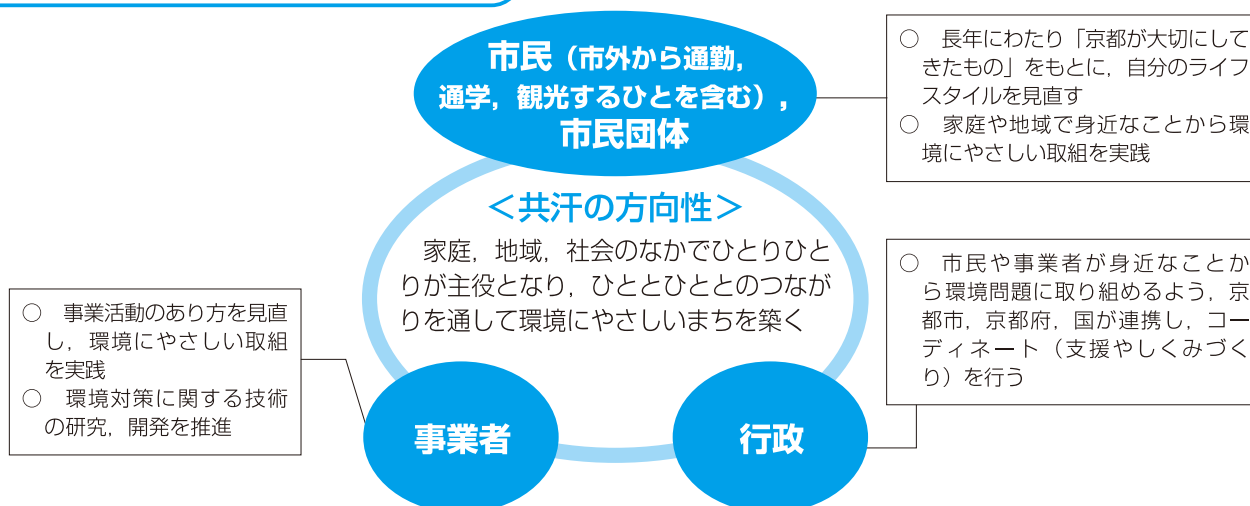 市民（市外から通勤，
通学，観光するひとを含む），
市民団体
○　長年にわたり「京都が大切にして
きたもの」をもとに，自分のライフ
スタイルを見直す
○　家庭や地域で身近なことから環
境にやさしい取組を実践
＜共汗の方向性＞
家庭，地域，社会のなかでひとりひと
りが主役となり，ひととひととのつなが
りを通して環境にやさしいまちを築く
○　市民や事業者が身近なことか
ら環境問題に取り組めるよう，京
都市，京都府，国が連携し，コー
ディネート（支援やしくみづく
り）を行う
○　事業活動のあり方を見直
し，環境にやさしい取組
を実践
○　環境対策に関する技術
の研究，開発を推進
事業者
行政